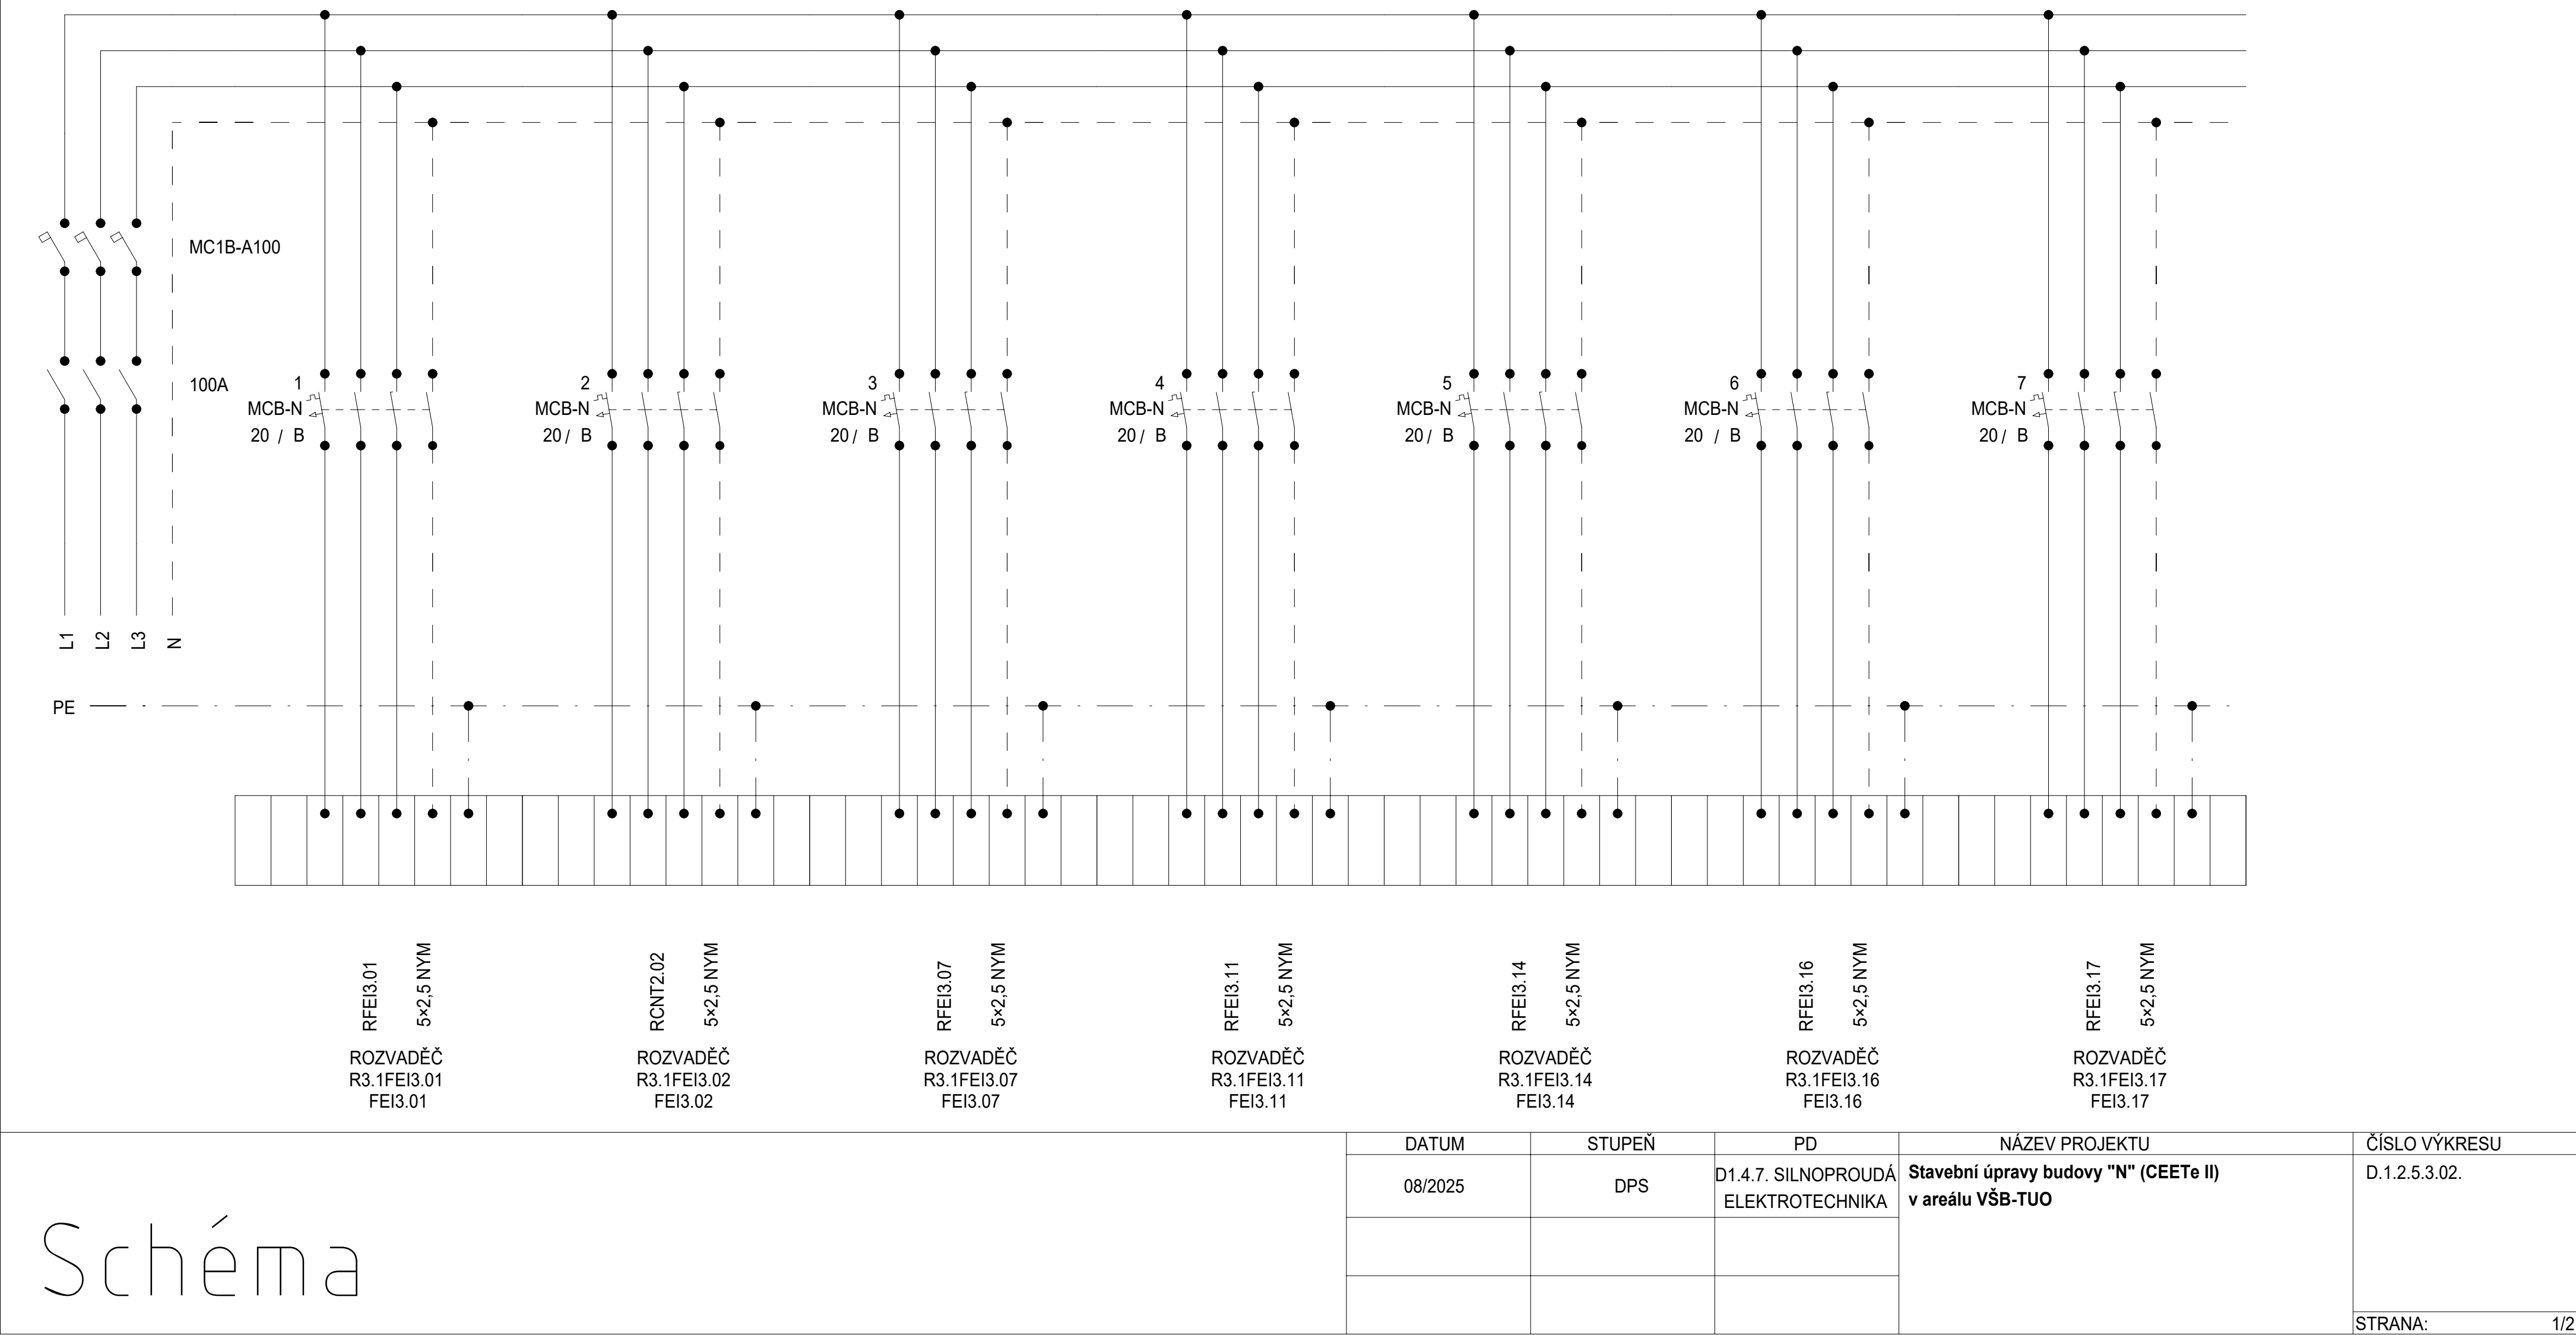 MC1B-A100
100A
1
MCB-N
20 / B
2
MCB-N
20 / B
3
MCB-N
20 / B
4
MCB-N
20 / B
5
MCB-N
20 / B
6
MCB-N
20 / B
7
MCB-N
20 / B
L1
L2
L3
N
PE
RFEI3.01
5×2,5 NYM
RCNT2.02
5×2,5 NYM
RFEI3.07
5×2,5 NYM
RFEI3.11
5×2,5 NYM
RFEI3.14
5×2,5 NYM
RFEI3.16
5×2,5 NYM
RFEI3.17
5×2,5 NYM
ROZVADĚČ
R3.1FEI3.01
FEI3.01
ROZVADĚČ
R3.1FEI3.02
FEI3.02
ROZVADĚČ
R3.1FEI3.07
FEI3.07
ROZVADĚČ
R3.1FEI3.11
FEI3.11
ROZVADĚČ
R3.1FEI3.14
FEI3.14
ROZVADĚČ
R3.1FEI3.16
FEI3.16
ROZVADĚČ
R3.1FEI3.17
FEI3.17
Schéma
DATUM
08/2025
STUPEŇ
DPS
PD
D1.4.7. SILNOPROUDÁ
ELEKTROTECHNIKA
NÁZEV PROJEKTU
Stavební úpravy budovy "N" (CEETe II)
v areálu VŠB-TUO
ČÍSLO VÝKRESU
D.1.2.5.3.02.
STRANA: 1/2